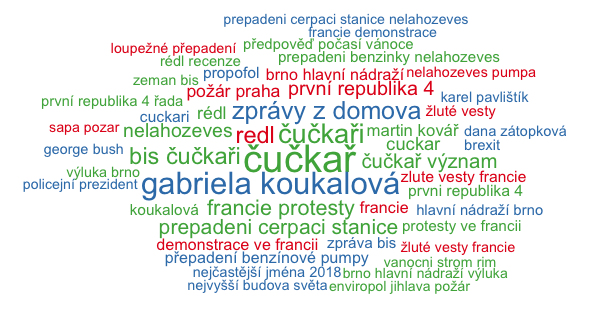 prepadeni cerpaci stanice nelahozeves
francie demonstrace
loupežné přepadení předpověď počasí vánoce
rédl recenze prepadeni benzinky nelahozeves
zeman bis propofol brno hlavní nádraží nelahozeves pumpa
požár praha první republika 4
první republika 4 řada cuckari rédl zprávy z domova žluté vesty karel pavlištík
sapa pozar nelahozeves redl čučkaři martin kovář dana zátopková
george bush bis čučkaři čučkař cuckar brexit
výluka brno čučkař význam
policejní prezident gabriela koukalová zlute vesty francie
prvni republika 4
koukalová francie protesty francie hlavní nádraží brno
prepadeni cerpaci stanice protesty ve francii
demonstrace ve francii zpráva bis žluté vesty francie
přepadení benzínové pumpy vanocni strom rim
nejčastější jména 2018 brno hlavní nádraží výluka
nejvyšší budova světa enviropol jihlava požár